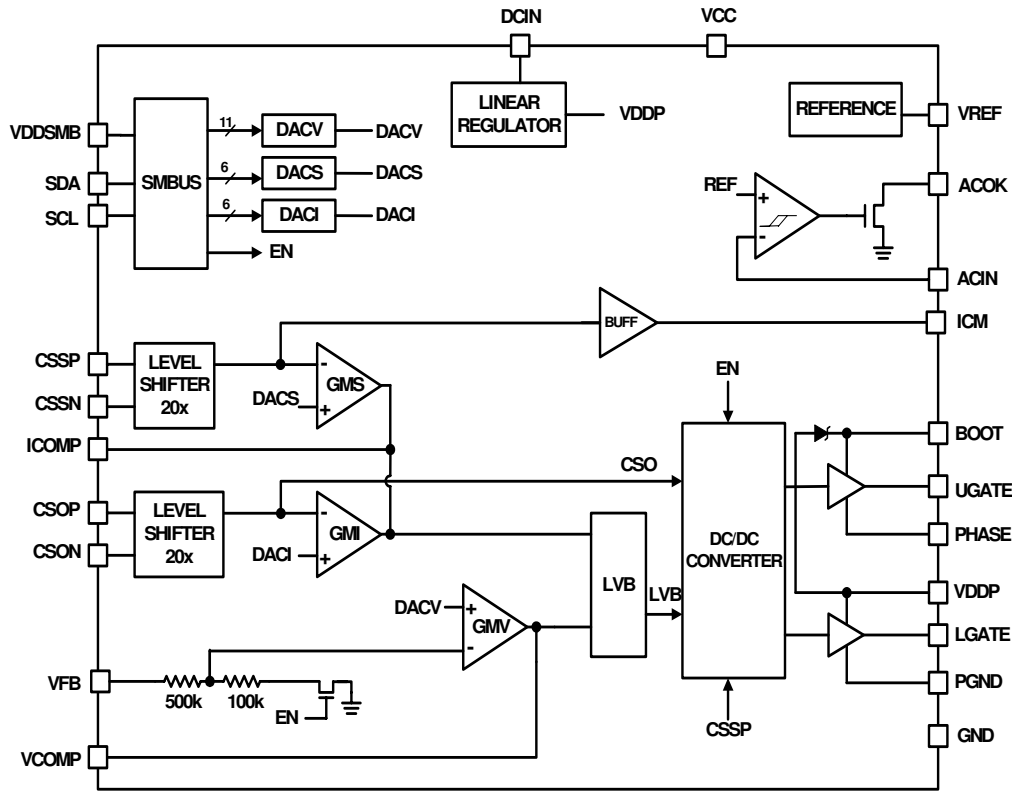 DCIN
VCC
LINEAR
REGULATOR
VDDP
REFERENCE
VREF
VDDSMB
SDA
SCL
SMBUS
11
DACV
DACV
6
DACS
DACS
6
DACI
DACI
EN
REF
+
-
ACOK
ACIN
BUFF
ICM
CSSP
CSSN
LEVEL
SHIFTER
20x
-
GMS
DACS
+
ICOMP
EN
BOOT
UGATE
PHASE
CSO
CSOP
CSON
LEVEL
SHIFTER
20x
-
GMI
DACI
+
LVB
LVB
DC/DC
CONVERTER
VDDP
LGATE
PGND
GND
DACV
+
GMV
-
VFB
500k
100k
EN
CSSP
VCOMP